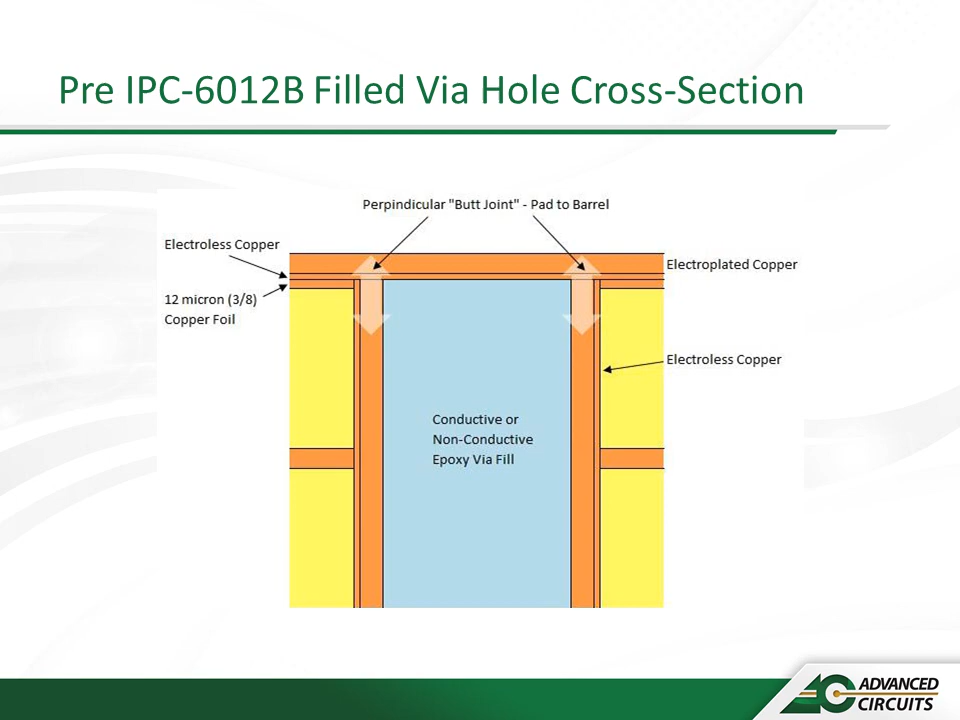 Pre IPC-6012B Filled Via Hole Cross-Section
Perpindicular "Butt Joint" - Pad to Barrel
Electroless Copper
Electroplated Copper
12 micron (3/8)
Copper Foil
Electroless Copper
Conductive or
Non-Conductive
Epoxy Via Fill
ADVANCED
CIRCUITS